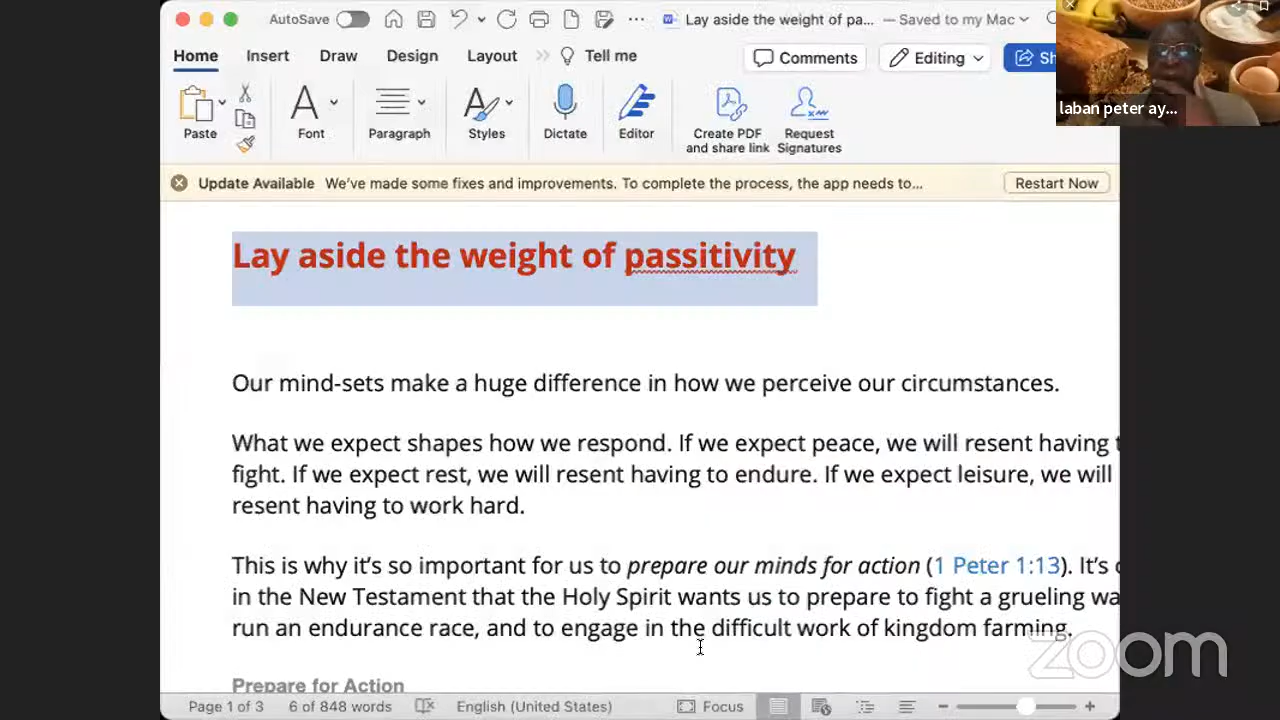 AutoSave
Lay aside the weight of pa... — Saved to my Mac
Home Insert Draw Design Layout Tell me
Comments Editing Sh
laban peter ay...
Paste Font Paragraph Styles Dictate Editor Create PDF and share link Request Signatures
Update Available We've made some fixes and improvements. To complete the process, the app needs to... Restart Now
Lay aside the weight of passitivity
Our mind-sets make a huge difference in how we perceive our circumstances.
What we expect shapes how we respond. If we expect peace, we will resent having
fight. If we expect rest, we will resent having to endure. If we expect leisure, we will
resent having to work hard.
This is why it's so important for us to prepare our minds for action (1 Peter 1:13). It's
in the New Testament that the Holy Spirit wants us to prepare to fight a grueling wa
run an endurance race, and to engage in the difficult work of kingdom farming.
zoom
Prepare for Action
Page 1 of 3 6 of 848 words English (United States) Focus